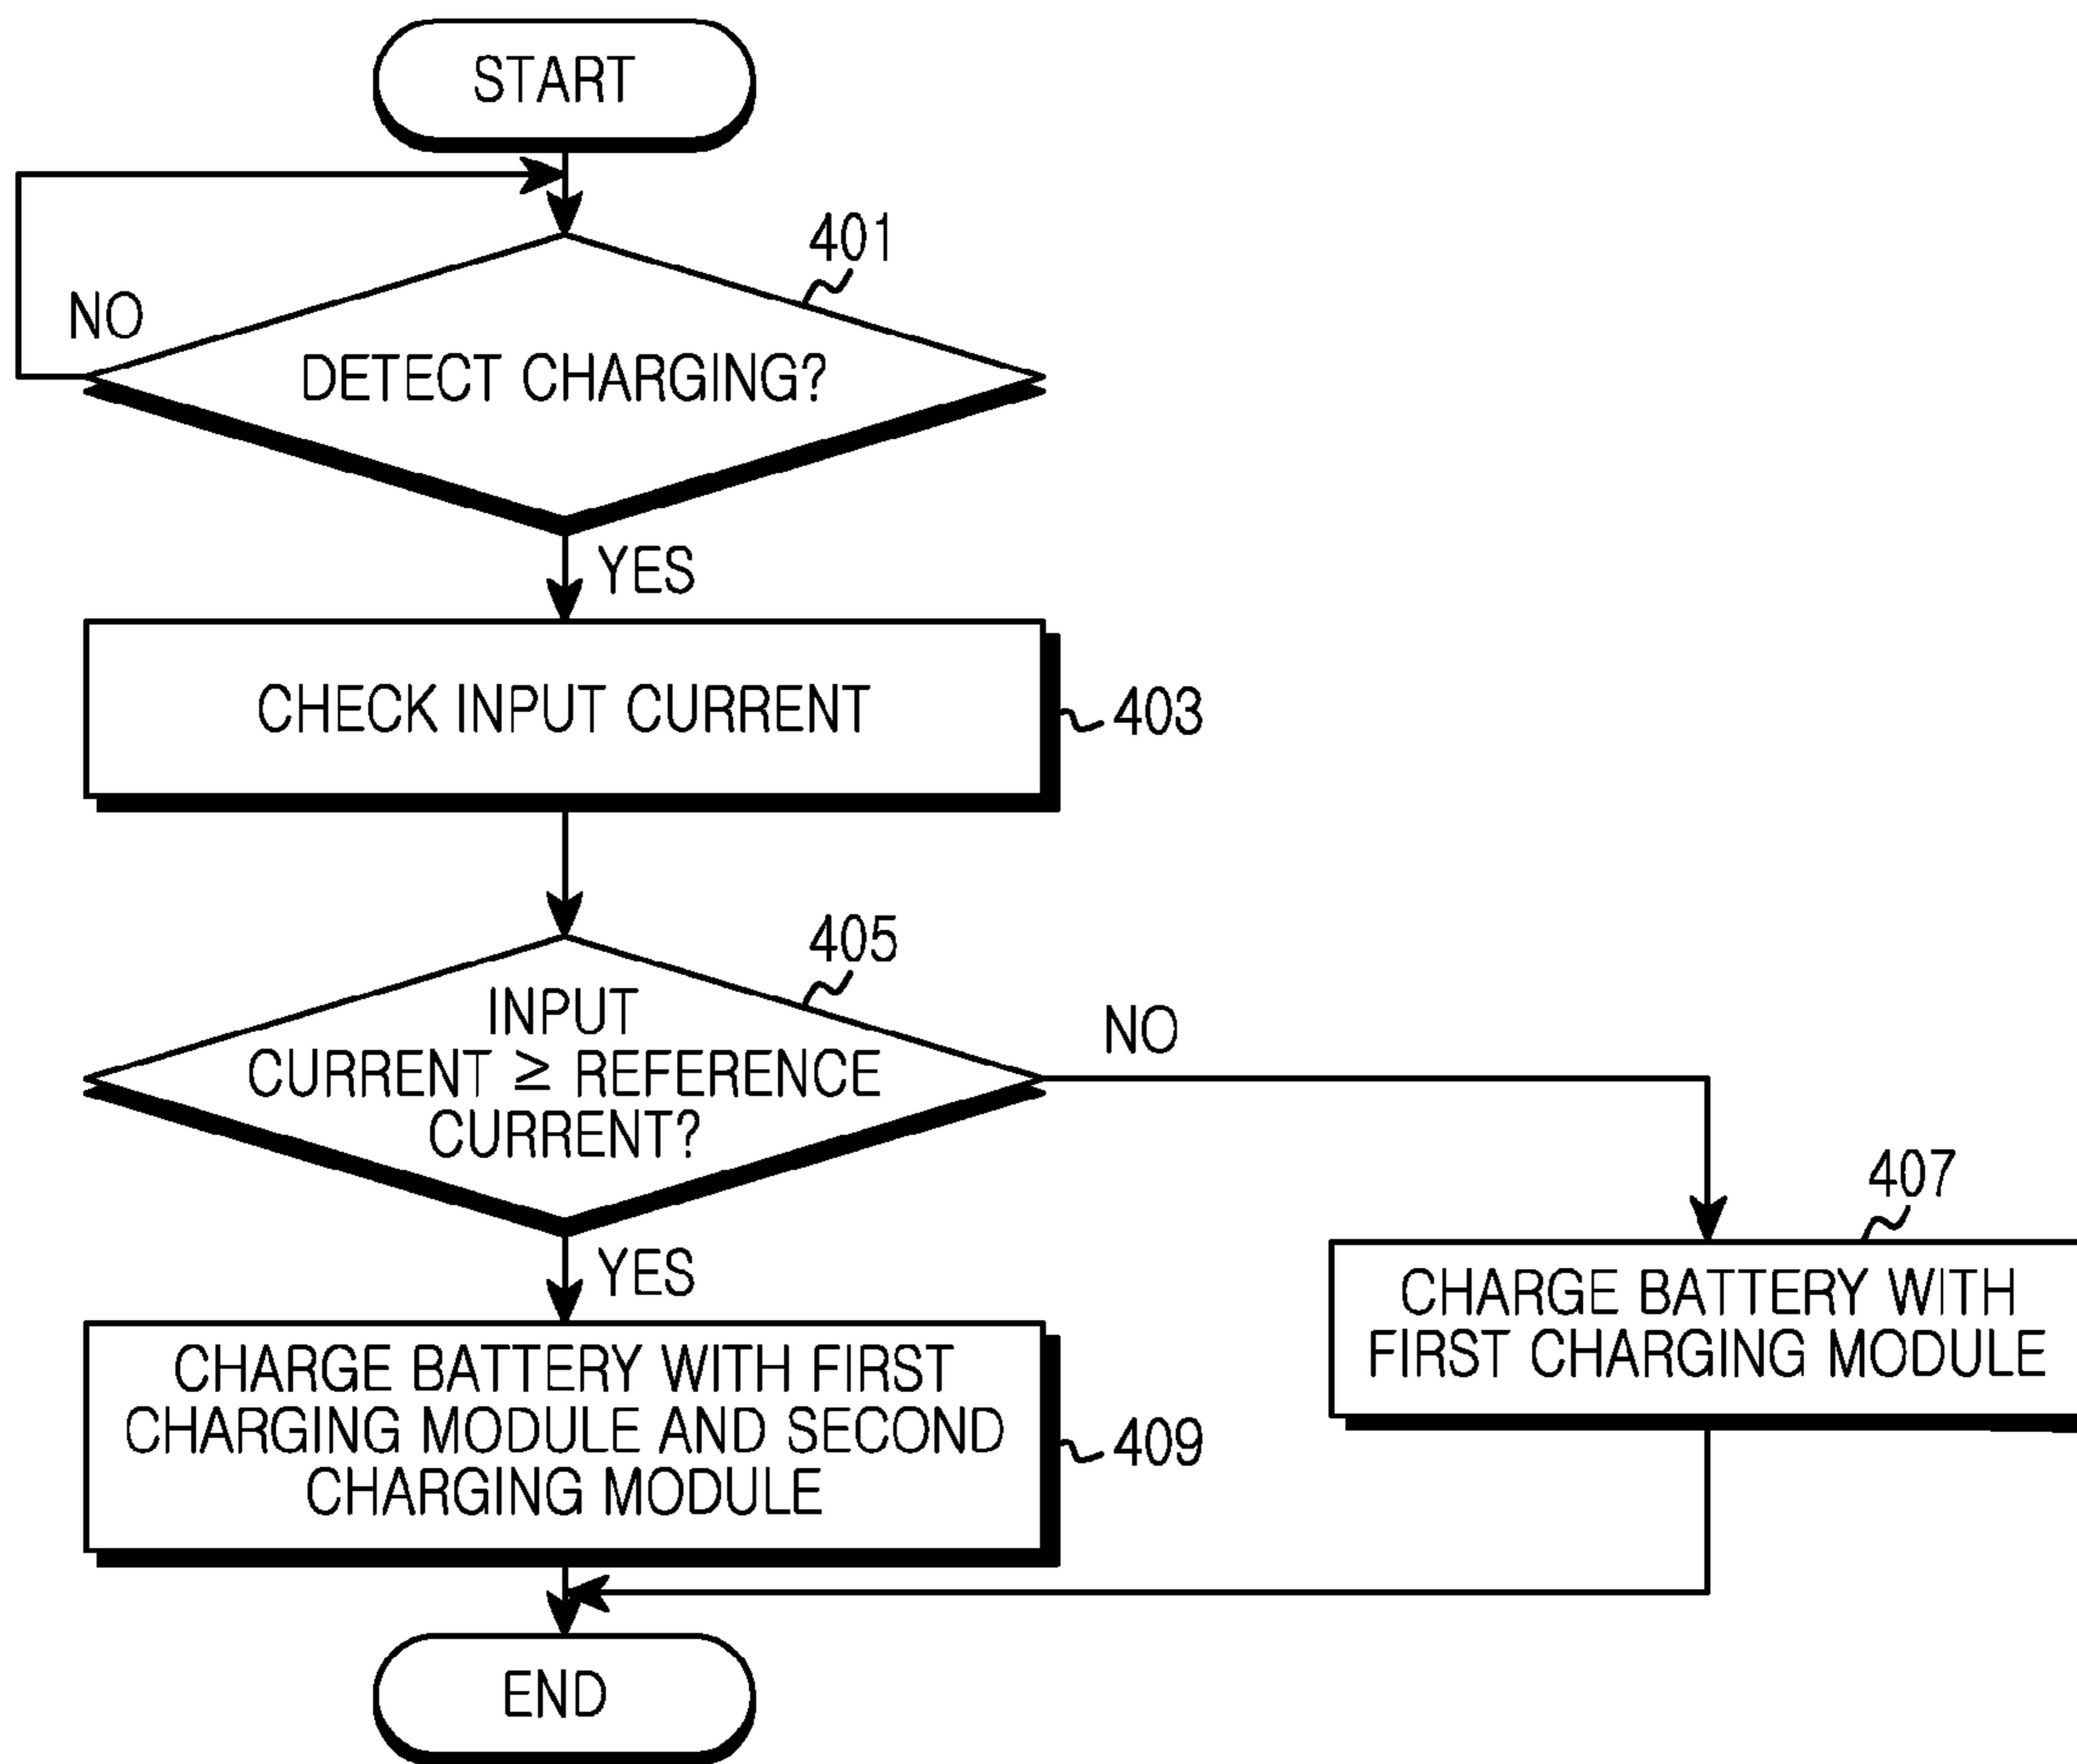 START
401
NO
DETECT CHARGING?
YES
CHECK INPUT CURRENT
403
405
INPUT
CURRENT ≥ REFERENCE
CURRENT?
NO
YES
407
CHARGE BATTERY WITH
FIRST CHARGING MODULE
CHARGE BATTERY WITH FIRST
CHARGING MODULE AND SECOND
CHARGING MODULE
409
END